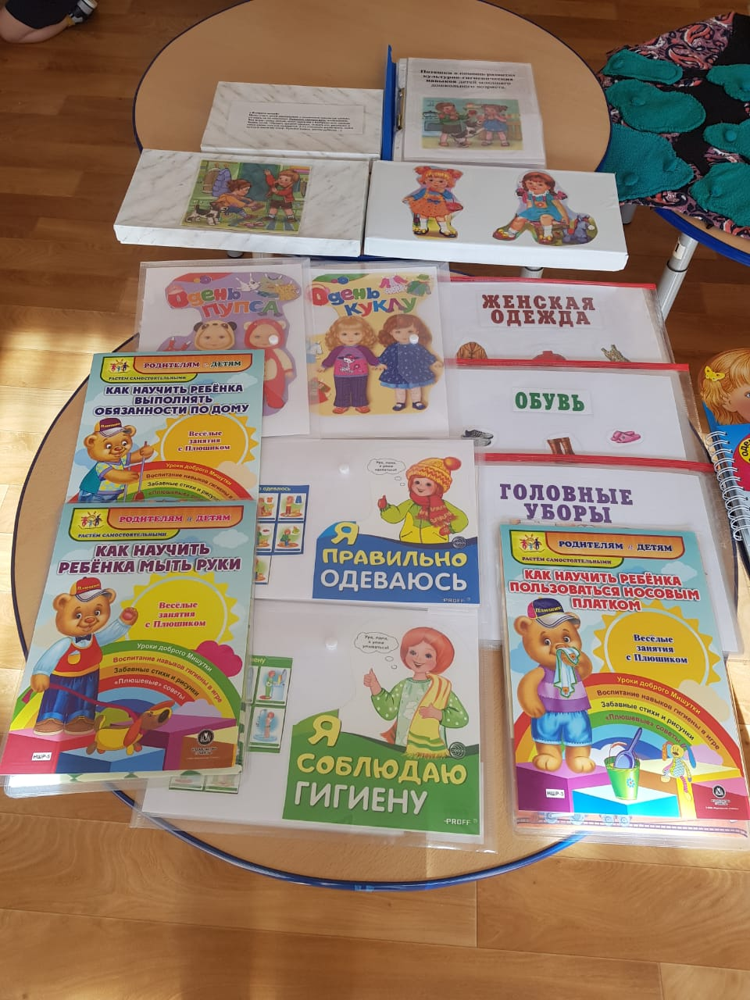 Потешки в помощь развития
культурно-гигиенических
навыков детей младшего
дошкольного возраста.
Одень
ПУПСА
Одень
КУКЛУ
ЖЕНСКАЯ
ОДЕЖДА
ОБУВЬ
ГОЛОВНЫЕ
УБОРЫ
РОДИТЕЛЯМ и ДЕТЯМ
РАСТЁМ САМОСТОЯТЕЛЬНЫМИ
КАК НАУЧИТЬ РЕБЁНКА
ВЫПОЛНЯТЬ
ОБЯЗАННОСТИ ПО ДОМУ
Плюшик
Весёлые
занятия
с Плюшиком
Уроки доброго Мишутки
Воспитание навыков гигиены в
Забавные стихи и рисунки
«Плюшевые»
РОДИТЕЛЯМ и ДЕТЯМ
РАСТЁМ САМОСТОЯТЕЛЬНЫМИ
КАК НАУЧИТЬ
РЕБЁНКА МЫТЬ РУКИ
Плюшик
Весёлые
занятия
с Плюшиком
Уроки доброго Мишутки
Воспитание навыков гигиены в игре
Забавные стихи и рисунки
«Плюшевые» советы
НШР-5
одеваюсь
Я
ПРАВИЛЬНО
ОДЕВАЮСЬ
PROFF
Ура, папа,
я умею
умываться!
Я
СОБЛЮДАЮ
ГИГИЕНУ
PROFF
РОДИТЕЛЯМ и ДЕТЯМ
РАСТЁМ САМОСТОЯТЕЛЬНЫМИ
КАК НАУЧИТЬ РЕБЁНКА
ПОЛЬЗОВАТЬСЯ НОСОВЫМ
ПЛАТКОМ
Плюшик
Весёлые
занятия
с Плюшиком
Уроки доброго Мишутки
Воспитание навыков гигиены в игре
Забавные стихи и рисунки
«Плюшевые» советы
НШР-3